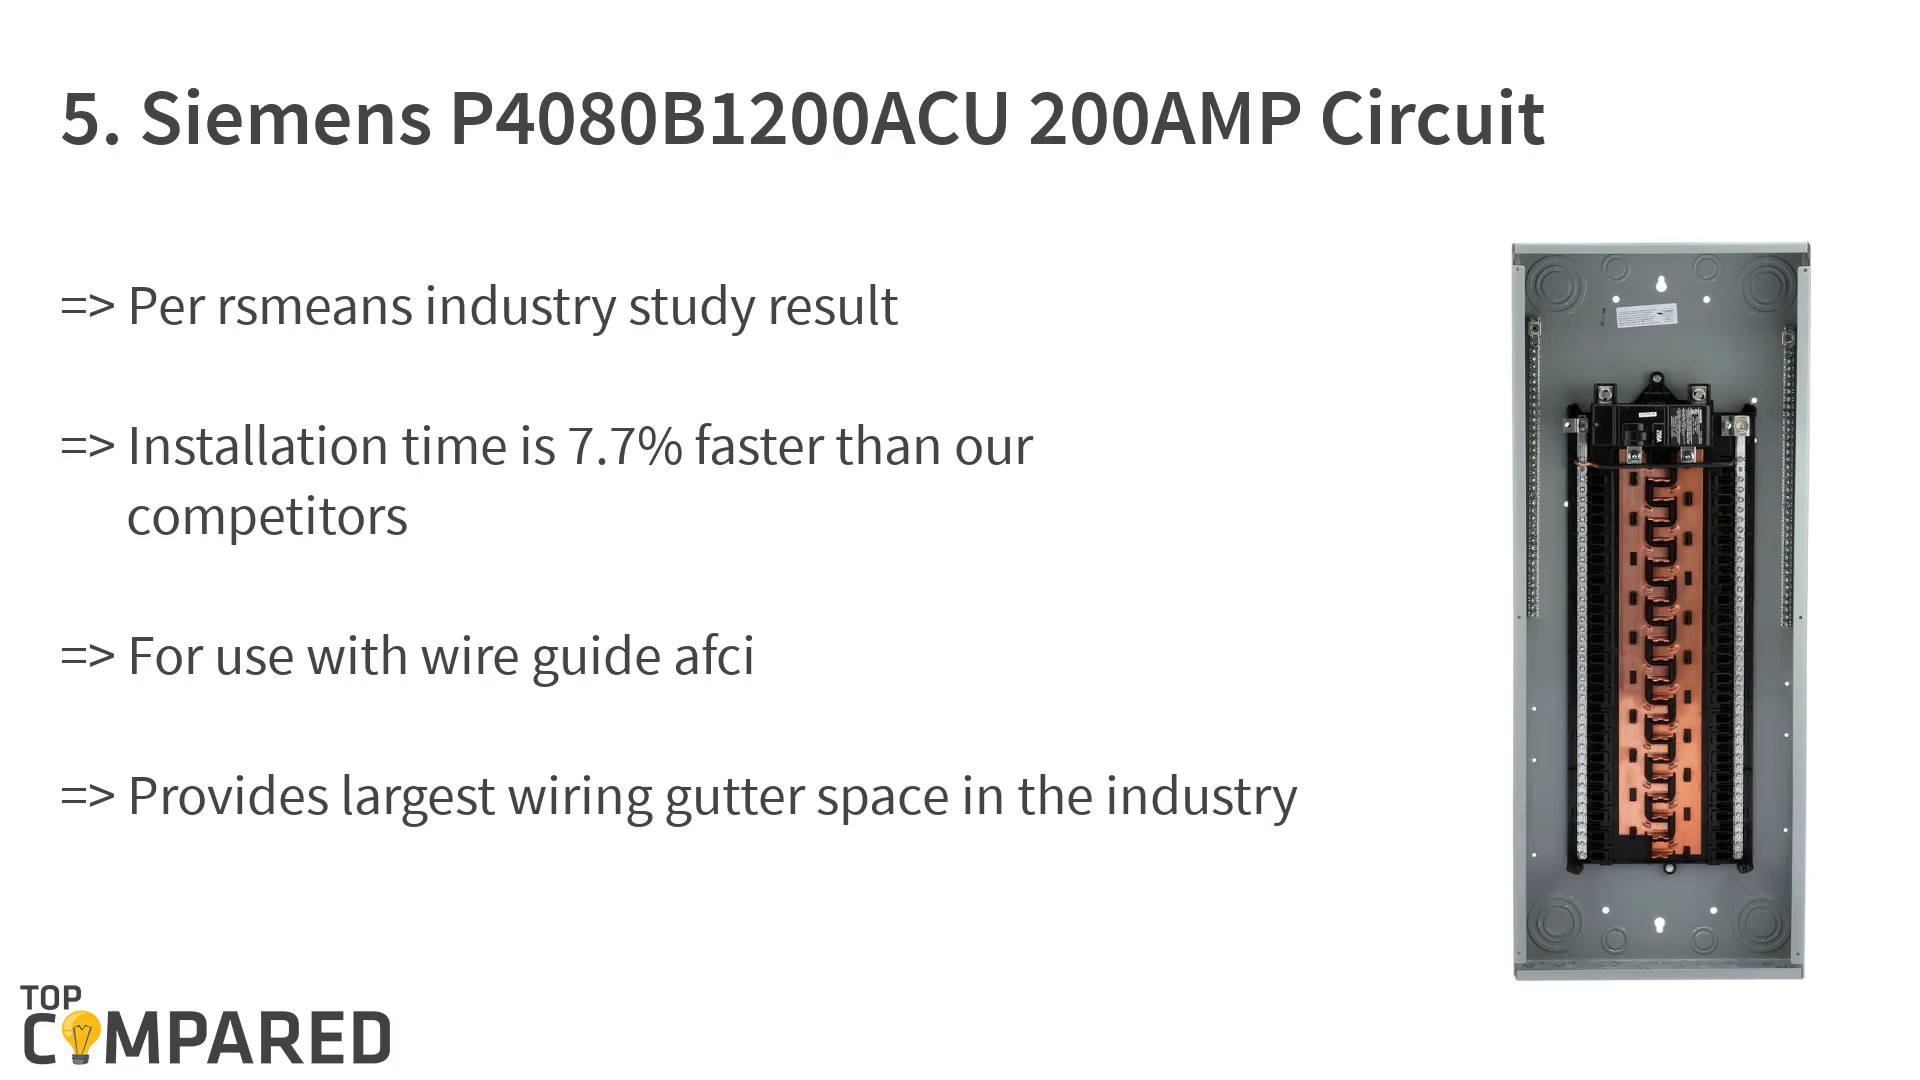 5. Siemens P4080B1200ACU 200AMP Circuit
=> Per rsmeans industry study result
=> Installation time is 7.7% faster than our
competitors
=> For use with wire guide afci
=> Provides largest wiring gutter space in the industry
200A
TOP
COMPARED